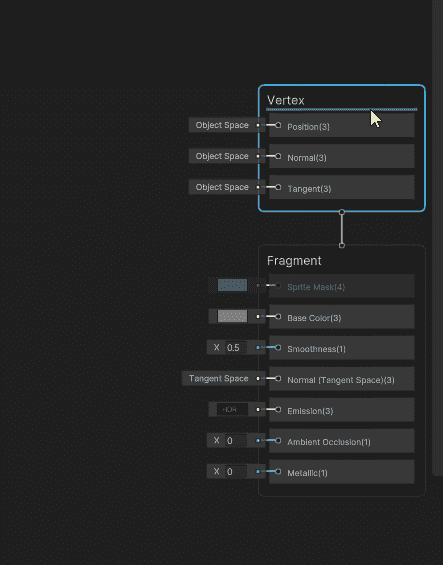 Vertex
Object Space Position(3)
Object Space Normal(3)
Object Space Tangent(3)
Fragment
Sprite Mask(4)
Base Color(3)
X 0.5 Smoothness(1)
Tangent Space Normal (Tangent Space)(3)
HDR Emission(3)
X 0 Ambient Occlusion(1)
X 0 Metallic(1)